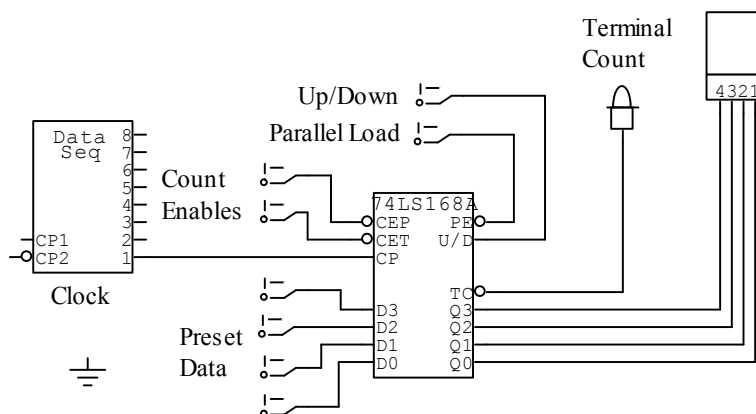 Terminal
Count
4321
Up/Down
Parallel Load
Data
Seq
8
7
6
5
4
3
2
1
CP1
CP2
Clock
Count
Enables
74LS168A
CEP
CET
CP
PE
U/D
TC
D3
D2
D1
D0
Q3
Q2
Q1
Q0
Preset
Data